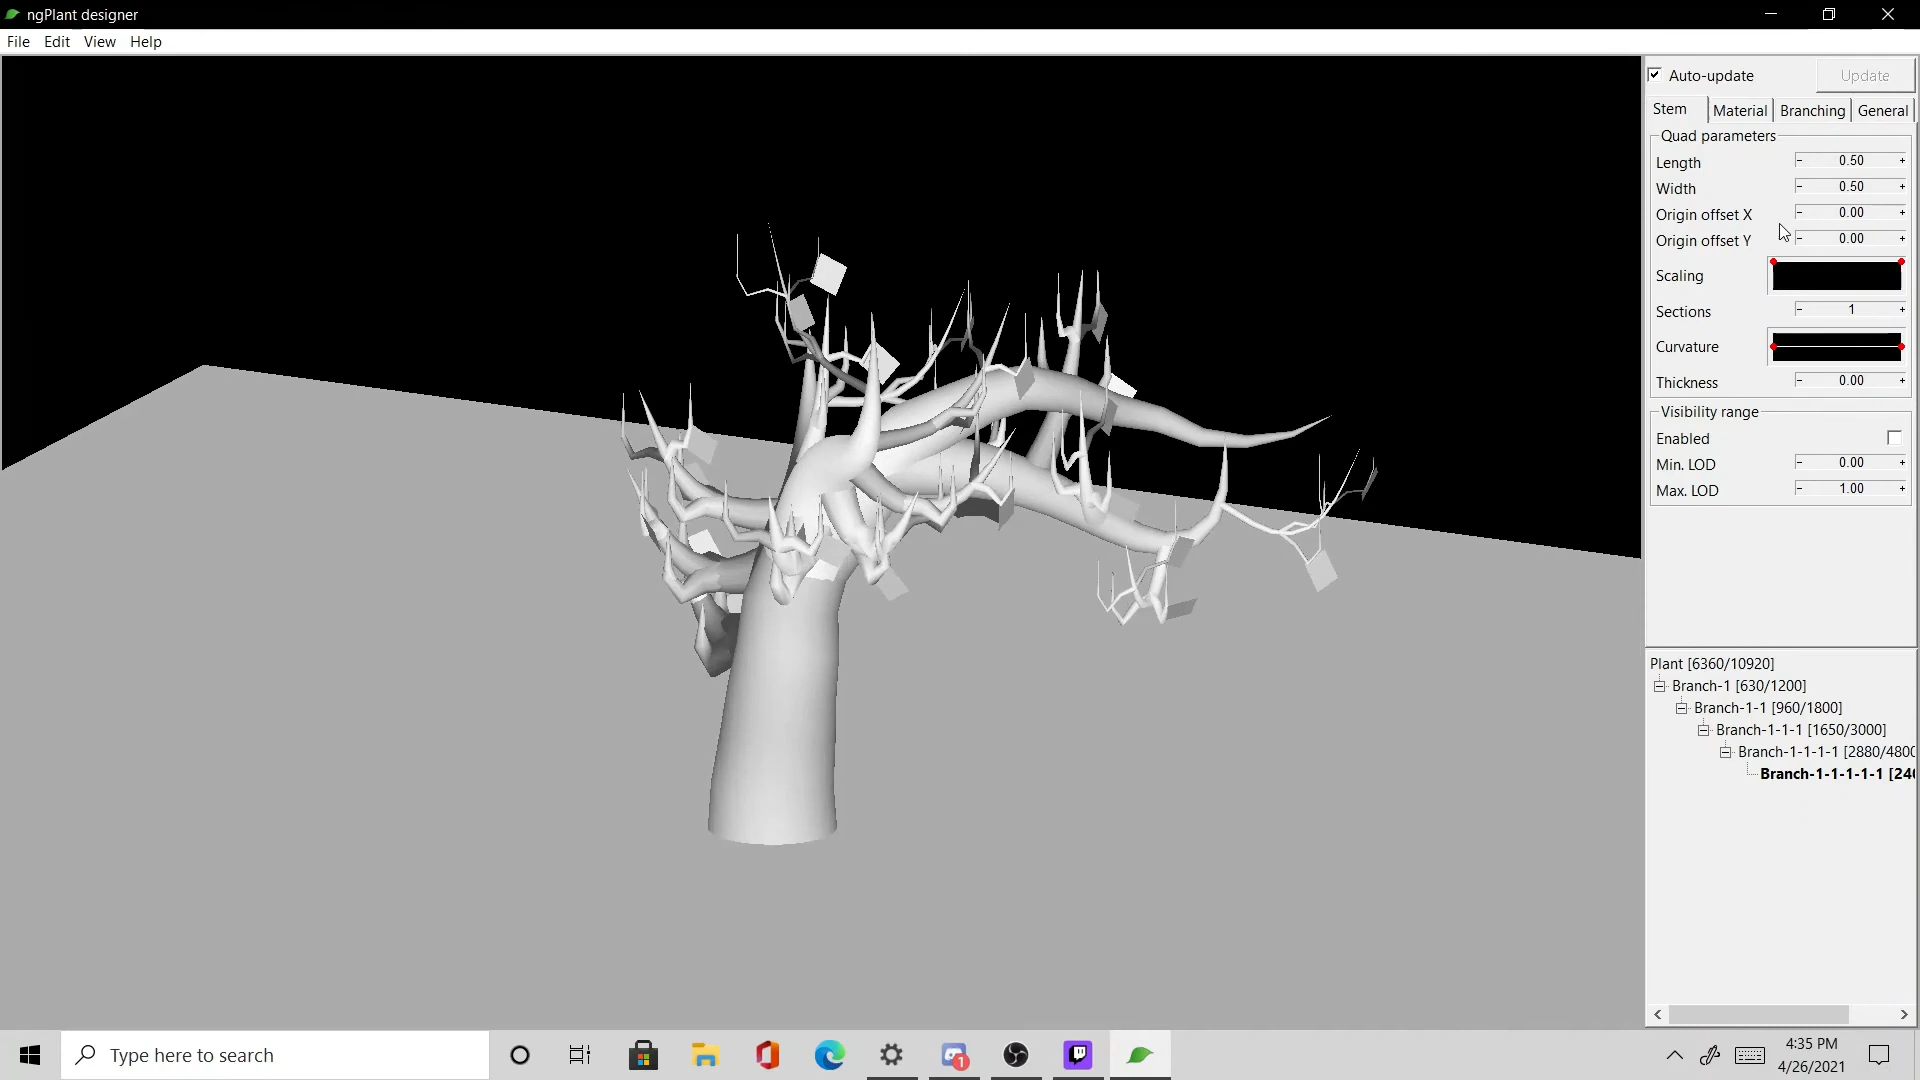 ngPlant designer
File Edit View Help
Auto-update Update
Stem Material Branching General
Quad parameters
Length - 0.50 +
Width - 0.50 +
Origin offset X - 0.00 +
Origin offset Y - 0.00 +
Scaling
Sections - 1 +
Curvature
Thickness - 0.00 +
Visibility range
Enabled
Min. LOD - 0.00 +
Max. LOD - 1.00 +
Plant [6360/10920]
Branch-1 [630/1200]
Branch-1-1 [960/1800]
Branch-1-1-1 [1650/3000]
Branch-1-1-1-1 [2880/4800
Branch-1-1-1-1-1 [24
Type here to search
1
4:35 PM
4/26/2021